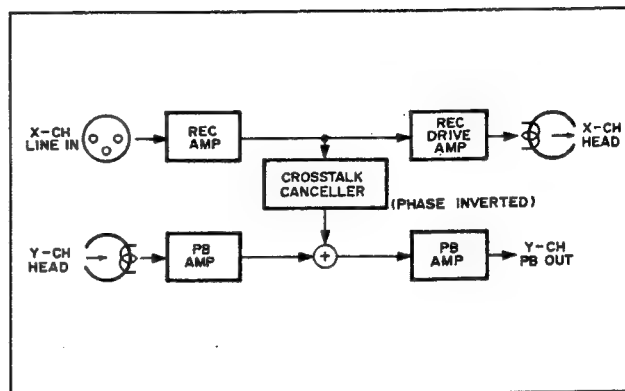 X-CH
LINE IN
REC
AMP
REC
DRIVE
AMP
X-CH
HEAD
CROSSTALK
CANCELLER
(PHASE INVERTED)
Y-CH
HEAD
PB
AMP
+
PB
AMP
Y-CH
PB OUT